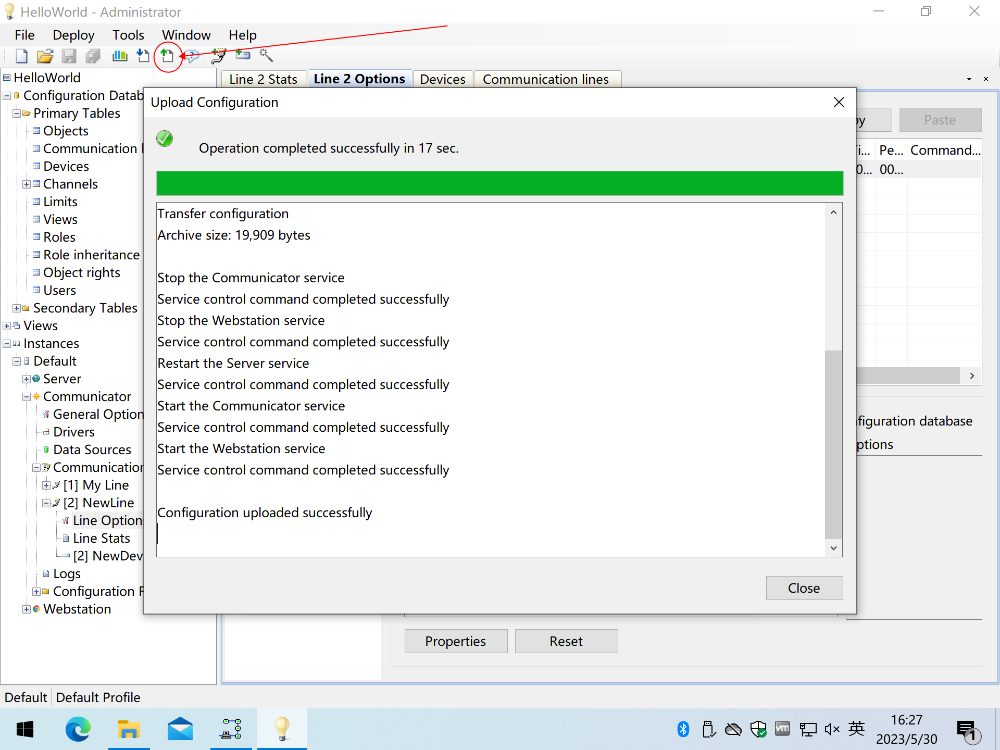 HelloWorld - Administrator
File Deploy Tools Window Help
HelloWorld
Configuration Datab
Primary Tables
Objects
Communication
Devices
Channels
Limits
Views
Roles
Role inheritance
Object rights
Users
Secondary Tables
Views
Instances
Default
Server
Communicator
General Option
Drivers
Data Sources
Communication
[1] My Line
[2] NewLine
Line Option
Line Stats
[2] NewDev
Logs
Configuration F
Webstation
Line 2 Stats Line 2 Options Devices Communication lines
Upload Configuration
Operation completed successfully in 17 sec.
Transfer configuration
Archive size: 19,909 bytes
Stop the Communicator service
Service control command completed successfully
Stop the Webstation service
Service control command completed successfully
Restart the Server service
Service control command completed successfully
Start the Communicator service
Service control command completed successfully
Start the Webstation service
Service control command completed successfully
Configuration uploaded successfully
Close
py Paste
i... Pe... Command...
0... 00...
figuration database
ptions
Properties Reset
Default Default Profile
英
16:27
2023/5/30
1